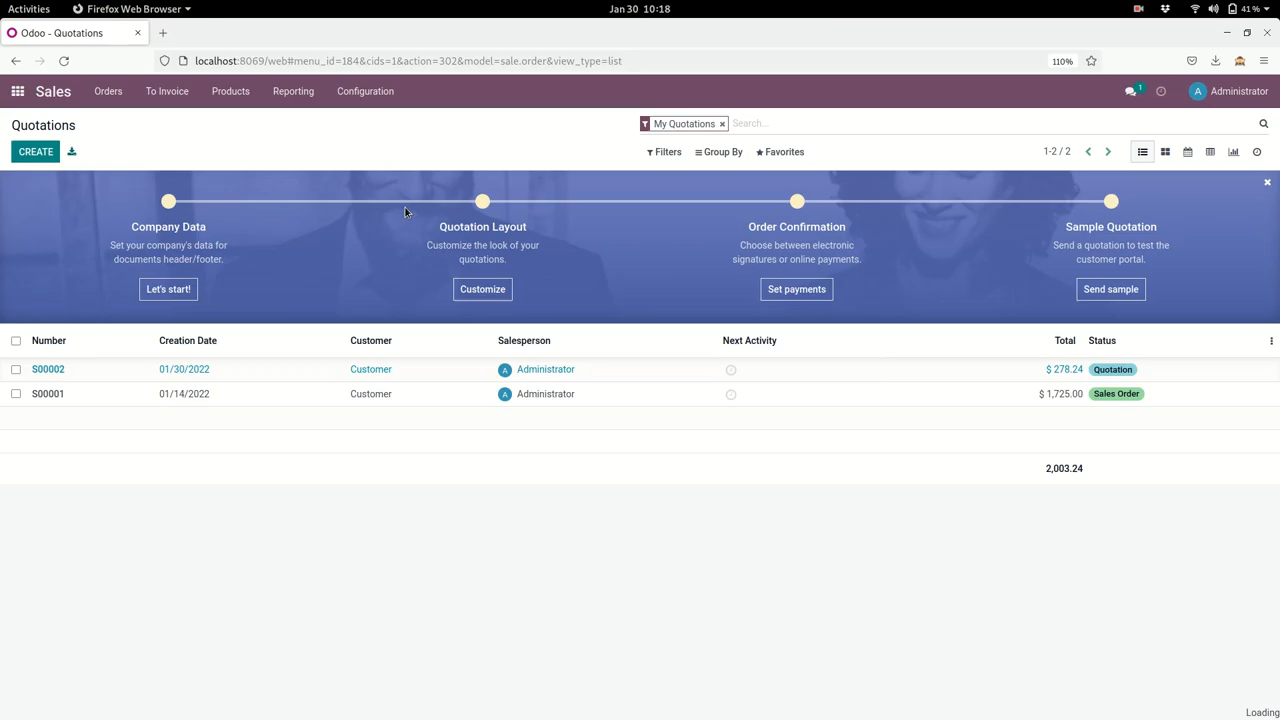 Activities
Firefox Web Browser
Jan 30 10:18
41 %
Odoo - Quotations
localhost:8069/web#menu_id=184&cids=1&action=302&model=sale.order&view_type=list
110%
Sales
Orders
To Invoice
Products
Reporting
Configuration
1
A
Administrator
Quotations
My Quotations
Search...
CREATE
Filters
Group By
Favorites
1-2 / 2
Company Data
Set your company's data for
documents header/footer.
Let's start!
Quotation Layout
Customize the look of your
quotations.
Customize
Order Confirmation
Choose between electronic
signatures or online payments.
Set payments
Sample Quotation
Send a quotation to test the
customer portal.
Send sample
Number Creation Date Customer Salesperson Next Activity Total Status
S00002 01/30/2022 Customer A Administrator $ 278.24 Quotation
S00001 01/14/2022 Customer A Administrator $ 1,725.00 Sales Order
2,003.24
Loading